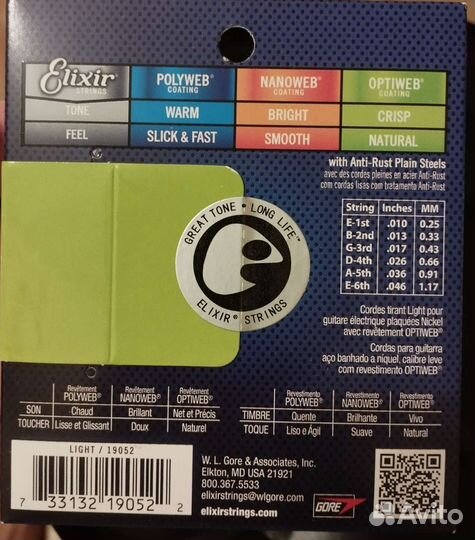 Elixir STRINGS POLYWEB® COATING NANOWEB® COATING OPTIWEB® COATING
TONE WARM BRIGHT CRISP
FEEL SLICK & FAST SMOOTH NATURAL
with Anti-Rust Plain Steels
avec des cordes pleines en acier Anti-Rust
com cordas lisas com tratamento Anti-Rust
String Inches MM
E-1st .010 0.25
B-2nd .013 0.33
G-3rd .017 0.43
D-4th .026 0.66
A-5th .036 0.91
E-6th .046 1.17
GREAT TONE • LONG LIFE™
ELIXIR® STRINGS
Cordes tirant Light pour
guitare électrique plaquées Nickel
avec revêtement OPTIWEB®
Cordas para guitarra
aço banhado a níquel, calibre leve
com revestimento OPTIWEB®
Revêtement POLYWEB® Revêtement NANOWEB® Revêtement OPTIWEB®
SON Chaud Brillant Net et Précis
TOUCHER Lisse et Glissant Doux Naturel
Revestimento POLYWEB® Revestimento NANOWEB® Revestimento OPTIWEB®
TIMBRE Quente Brilhante Vivo
TOQUE Liso e Ágil Suave Natural
LIGHT / 19052
7 33132 19052 2
W. L. Gore & Associates, Inc.
Elkton, MD USA 21921
800.367.5533
elixirstrings@wlgore.com
elixirstrings.com
GORE
Avito